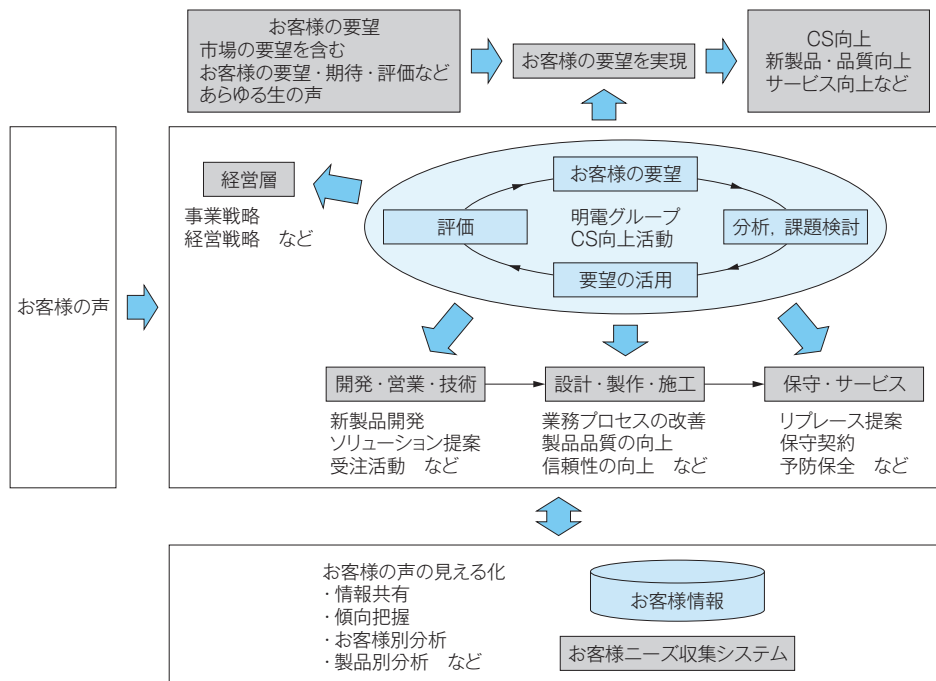 お客様の要望
市場の要望を含む
お客様の要望・期待・評価など
あらゆる生の声
お客様の要望を実現
CS向上
新製品・品質向上
サービス向上など
お客様の声
経営層
事業戦略
経営戦略 など
お客様の要望
評価
明電グループ
CS向上活動
分析，課題検討
要望の活用
開発・営業・技術
新製品開発
ソリューション提案
受注活動 など
設計・製作・施工
業務プロセスの改善
製品品質の向上
信頼性の向上 など
保守・サービス
リプレース提案
保守契約
予防保全 など
お客様の声の見える化
・情報共有
・傾向把握
・お客様別分析
・製品別分析 など
お客様情報
お客様ニーズ収集システム